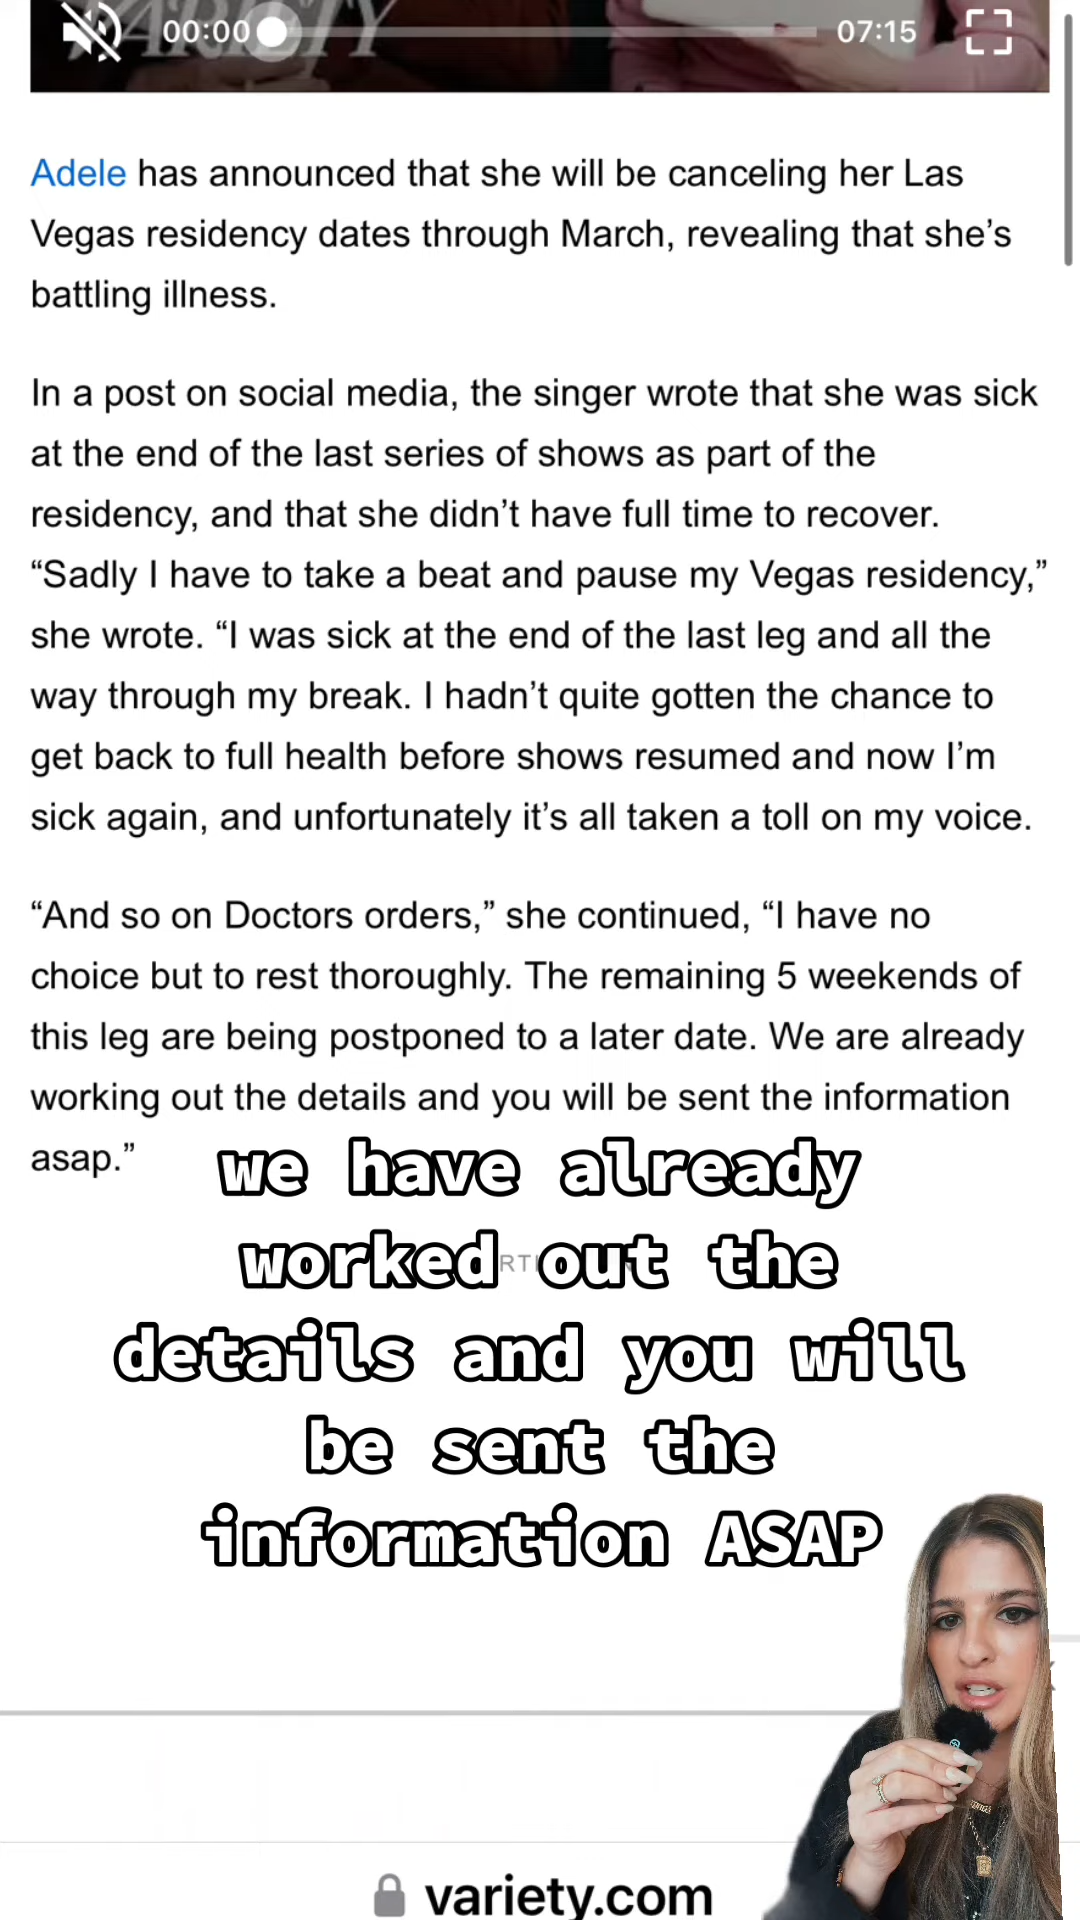 VARIETY
00:00
07:15
Adele has announced that she will be canceling her Las
Vegas residency dates through March, revealing that she’s
battling illness.
In a post on social media, the singer wrote that she was sick
at the end of the last series of shows as part of the
residency, and that she didn’t have full time to recover.
“Sadly I have to take a beat and pause my Vegas residency,”
she wrote. “I was sick at the end of the last leg and all the
way through my break. I hadn’t quite gotten the chance to
get back to full health before shows resumed and now I’m
sick again, and unfortunately it’s all taken a toll on my voice.
“And so on Doctors orders,” she continued, “I have no
choice but to rest thoroughly. The remaining 5 weekends of
this leg are being postponed to a later date. We are already
working out the details and you will be sent the information
asap.”
we have already
worked out the
details and you will
be sent the
information ASAP
variety.com